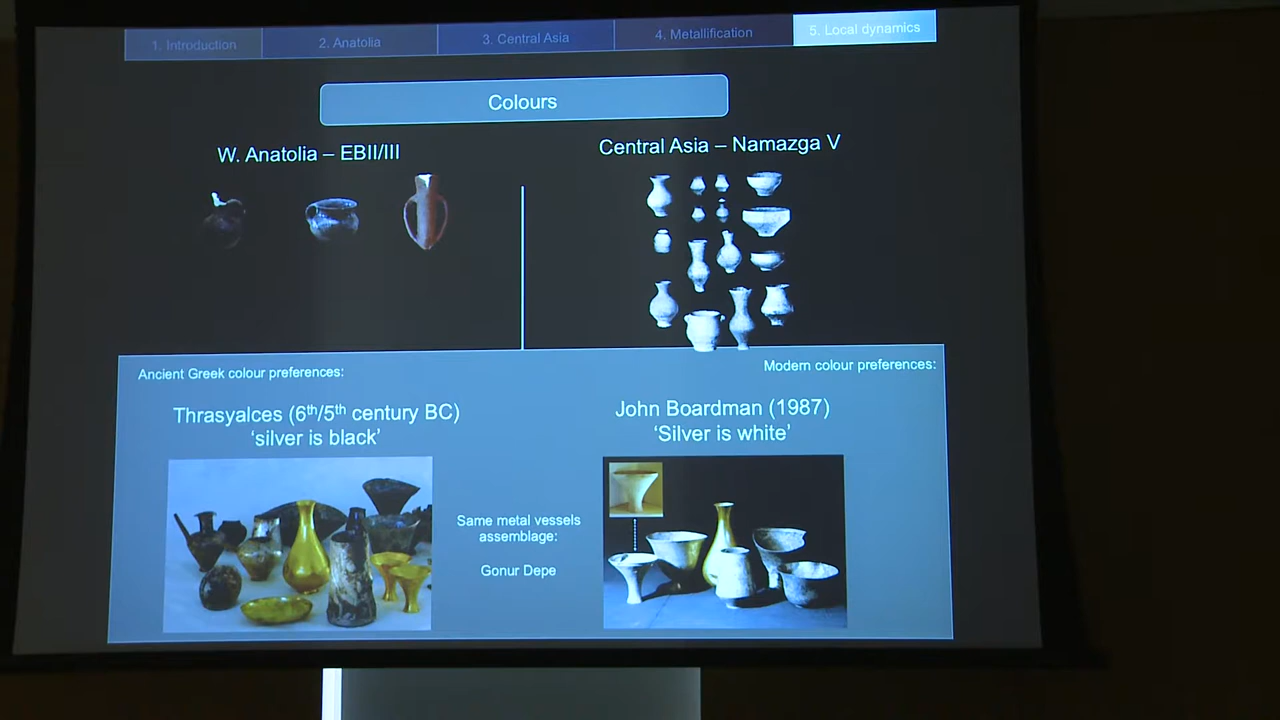 1. Introduction
2. Anatolia
3. Central Asia
4. Metallification
5. Local dynamics
Colours
W. Anatolia – EBII/III
Central Asia – Namazga V
Ancient Greek colour preferences:
Modern colour preferences:
Thrasyalces (6th/5th century BC)
‘silver is black’
John Boardman (1987)
‘Silver is white’
Same metal vessels
assemblage:
Gonur Depe